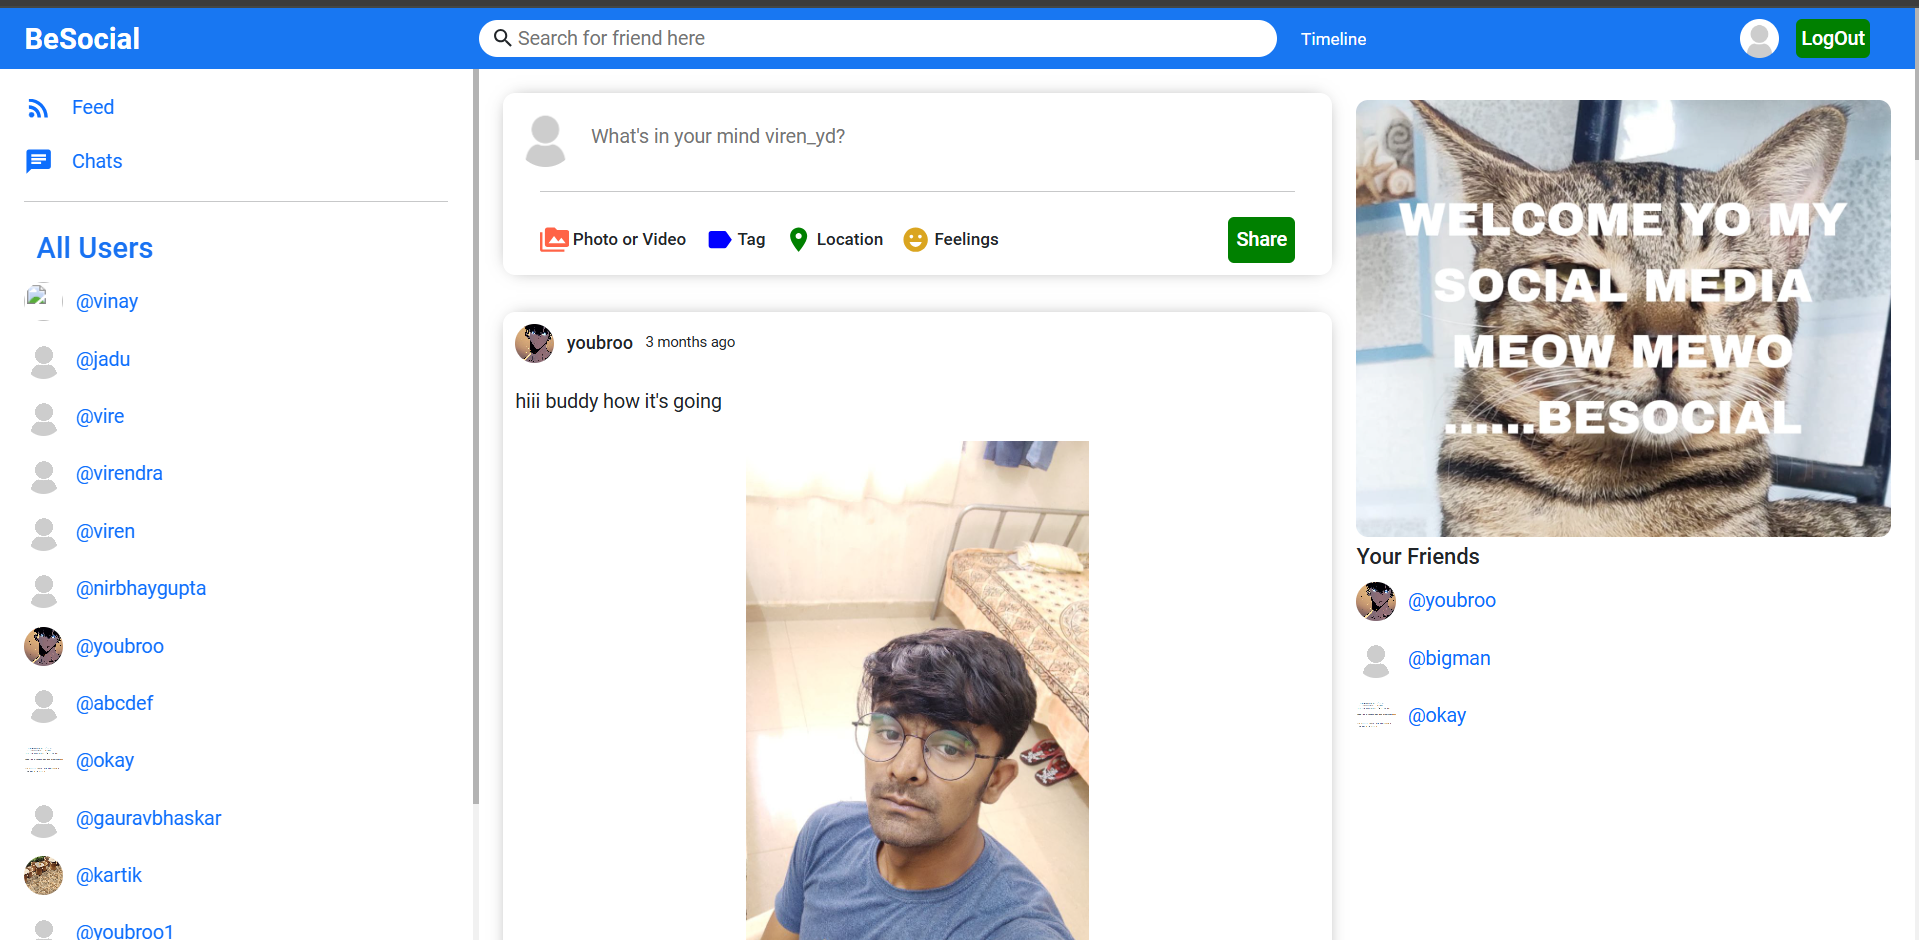 BeSocial
Search for friend here
Timeline
LogOut
Feed
Chats
All Users
@vinay
@jadu
@vire
@virendra
@viren
@nirbhaygupta
@youbroo
@abcdef
@okay
@gauravbhaskar
@kartik
@youbroo1
What's in your mind viren_yd?
Photo or Video
Tag
Location
Feelings
Share
youbroo 3 months ago
hiii buddy how it's going
WELCOME YO MY
SOCIAL MEDIA
MEOW MEWO
......BESOCIAL
Your Friends
@youbroo
@bigman
@okay